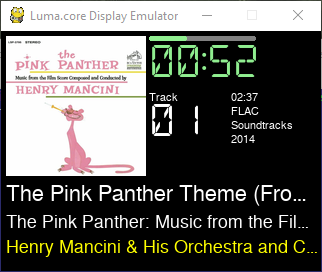 Luma.core Display Emulator
STEREO
the
PINK PANTHER
Music from the Film Score Composed and Conducted by
HENRY MANCINI
00:52
Track
01
02:37
FLAC
Soundtracks
2014
The Pink Panther Theme (Fro...
The Pink Panther: Music from the Fil...
Henry Mancini & His Orchestra and C...